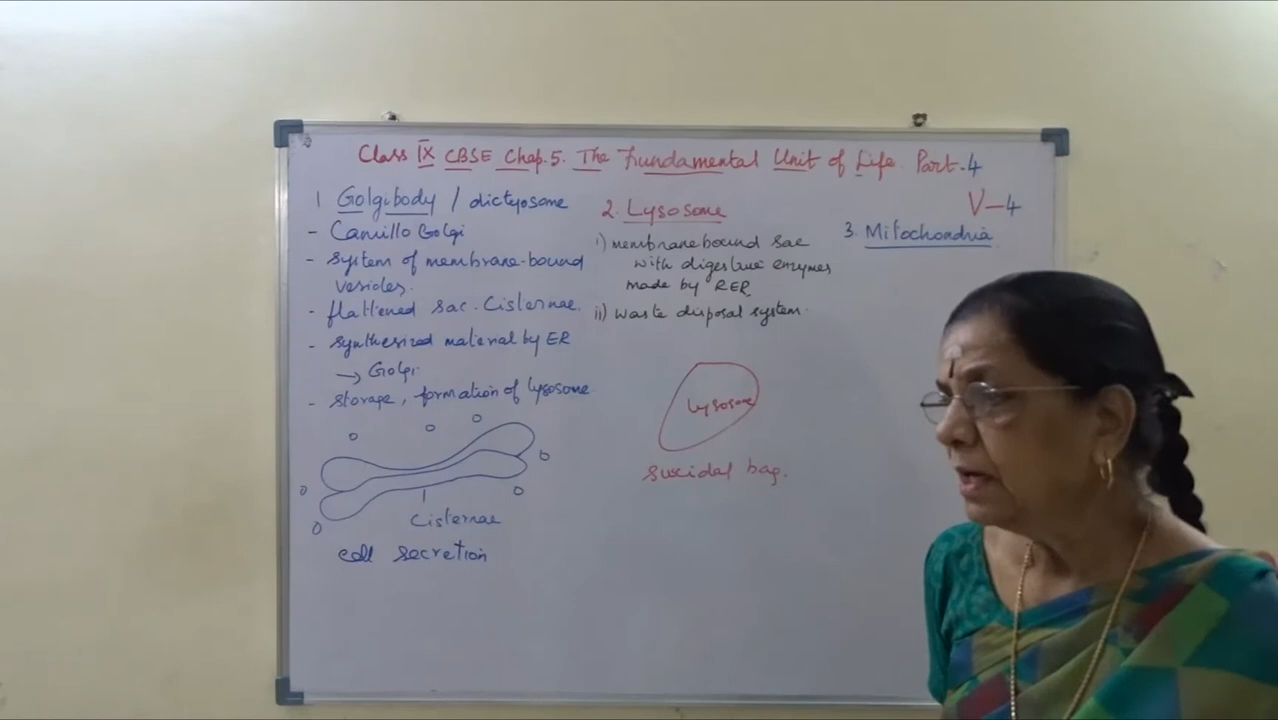 Class IX CBSE Chap.5. The Fundamental Unit of Life. Part-4
V-4
1 Golgibody / dictyosome
- Camillo Golgi
- system of membrane-bound
vesicles.
- flattened sac. Cisternae.
- synthesized material by ER
→ Golgi.
- storage, formation of lysosome
Cisternae
cell secretion
2. Lysosome
i) membranebound sac
with digestive enzymes
made by RER
ii) waste disposal system.
Lysosome
suicidal bag.
3. Mitochondria